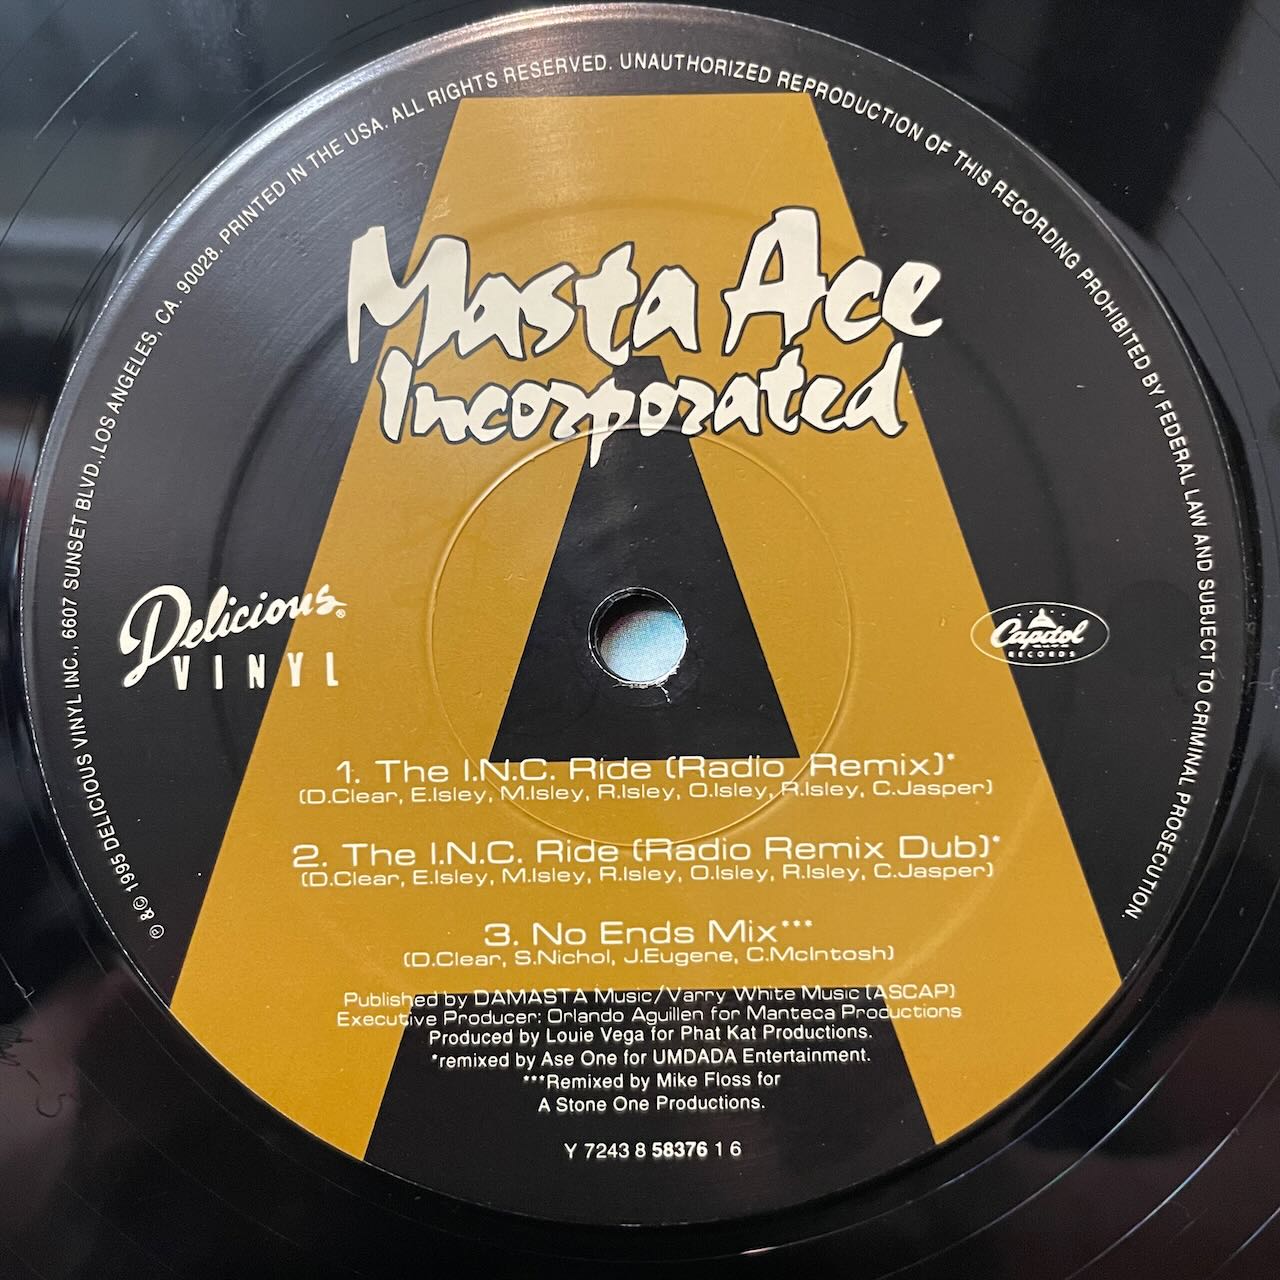 ℗ & © 1995 DELICIOUS VINYL INC., 6607 SUNSET BLVD., LOS ANGELES, CA. 90028. PRINTED IN THE USA. ALL RIGHTS RESERVED. UNAUTHORIZED REPRODUCTION OF THIS RECORDING PROHIBITED BY FEDERAL LAW AND SUBJECT TO CRIMINAL PROSECUTION.
Masta Ace
Incorporated
Delicious®
VINYL
Capitol
RECORDS
1. The I.N.C. Ride (Radio Remix)*
(D.Clear, E.Isley, M.Isley, R.Isley, O.Isley, R.Isley, C.Jasper)
2. The I.N.C. Ride (Radio Remix Dub)*
(D.Clear, E.Isley, M.Isley, R.Isley, O.Isley, R.Isley, C.Jasper)
3. No Ends Mix***
(D.Clear, S.Nichol, J.Eugene, C.McIntosh)
Published by DAMASTA Music/Varry White Music (ASCAP)
Executive Producer: Orlando Aguillen for Manteca Productions
Produced by Louie Vega for Phat Kat Productions.
*remixed by Ase One for UMDADA Entertainment.
***Remixed by Mike Floss for
A Stone One Productions.
Y 7243 8 58376 1 6